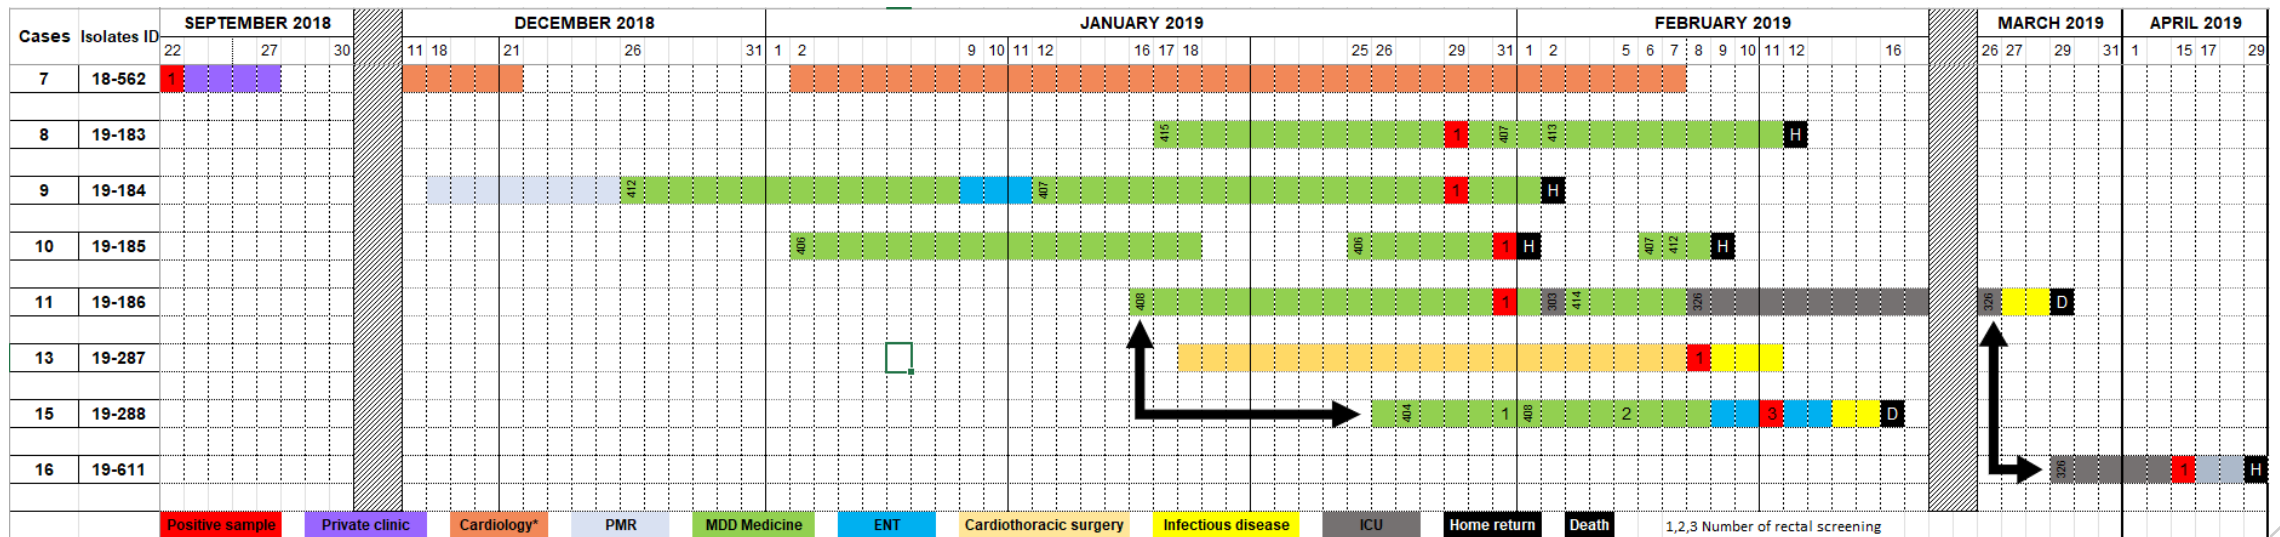 SEPTEMBER 2018 DECEMBER 2018 JANUARY 2019 FEBRUARY 2019 MARCH 2019 APRIL 2019
Cases Isolates ID
22 27 30 11 18 21 26 31 1 2 9 10 11 12 16 17 18 25 26 29 31 1 2 5 6 7 8 9 10 11 12 16 26 27 29 31 1 15 17 29
7 18-562 1
8 19-183 415 1 407 413 H
9 19-184 412 407 1 H
10 19-185 406 406 1 H 407 412 H
11 19-186 408 1 303 414 326 326 D
13 19-287 1
15 19-288 404 1 408 2 3 D
16 19-611 326 1 H
Positive sample Private clinic Cardiology* PMR MDD Medicine ENT Cardiothoracic surgery Infectious disease ICU Home return Death 1,2,3 Number of rectal screening